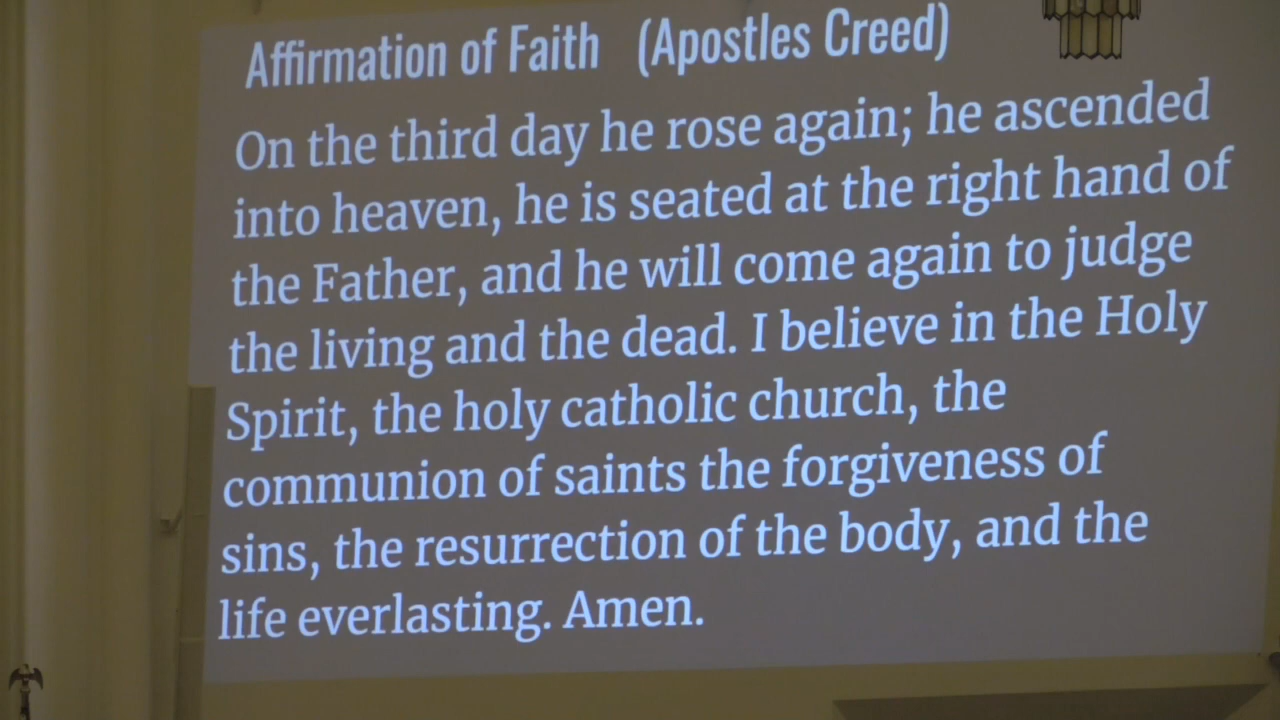 Affirmation of Faith (Apostles Creed)
On the third day he rose again; he ascended
into heaven, he is seated at the right hand of
the Father, and he will come again to judge
the living and the dead. I believe in the Holy
Spirit, the holy catholic church, the
communion of saints the forgiveness of
sins, the resurrection of the body, and the
life everlasting. Amen.